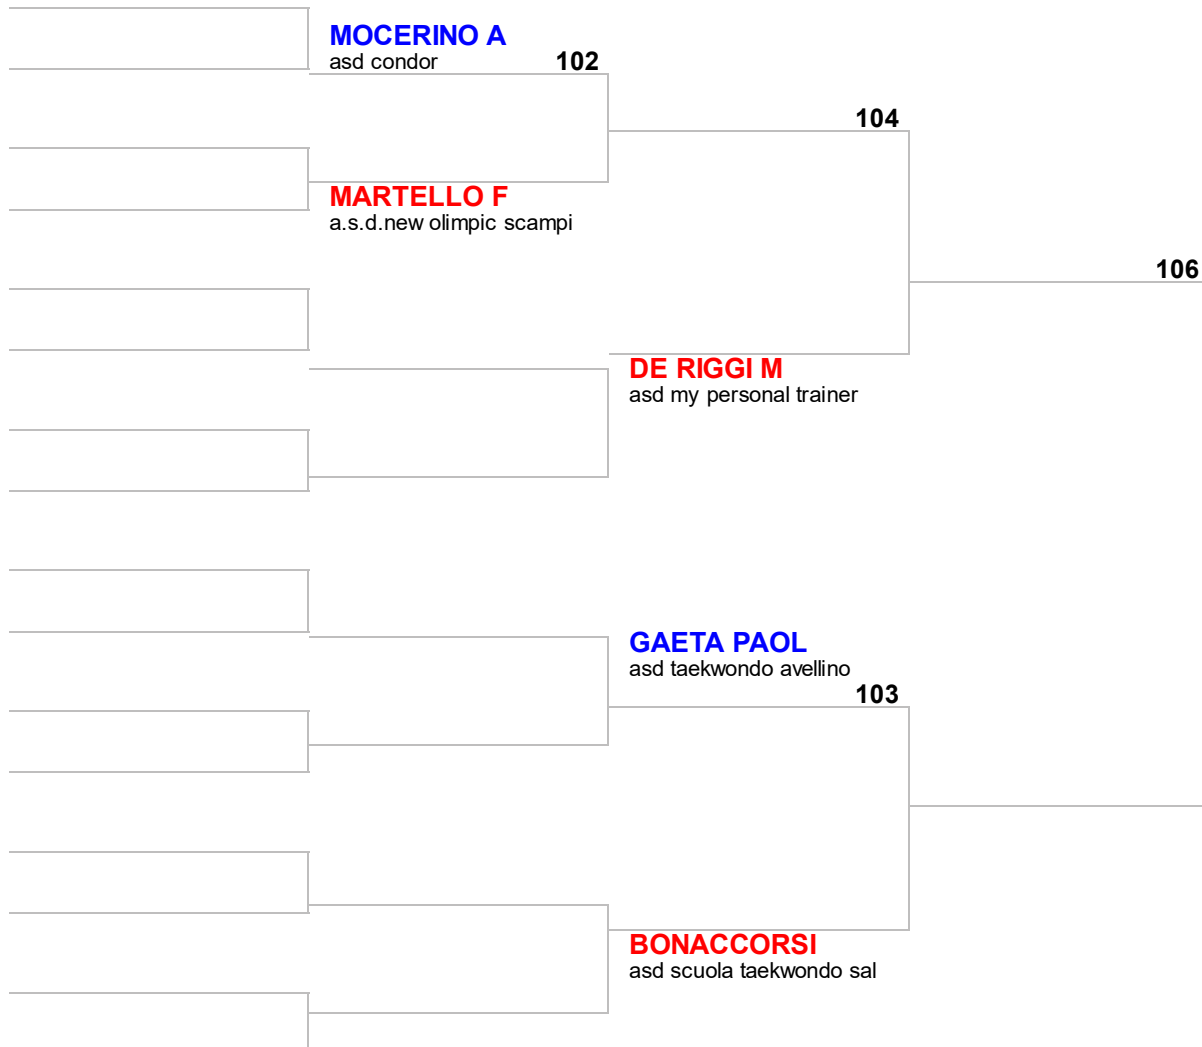 MOCERINO A
asd condor
102
104
MARTELLO F
a.s.d.new olimpic scampi
106
DE RIGGI M
asd my personal trainer
GAETA PAOL
asd taekwondo avellino
103
BONACCORSI
asd scuola taekwondo sal